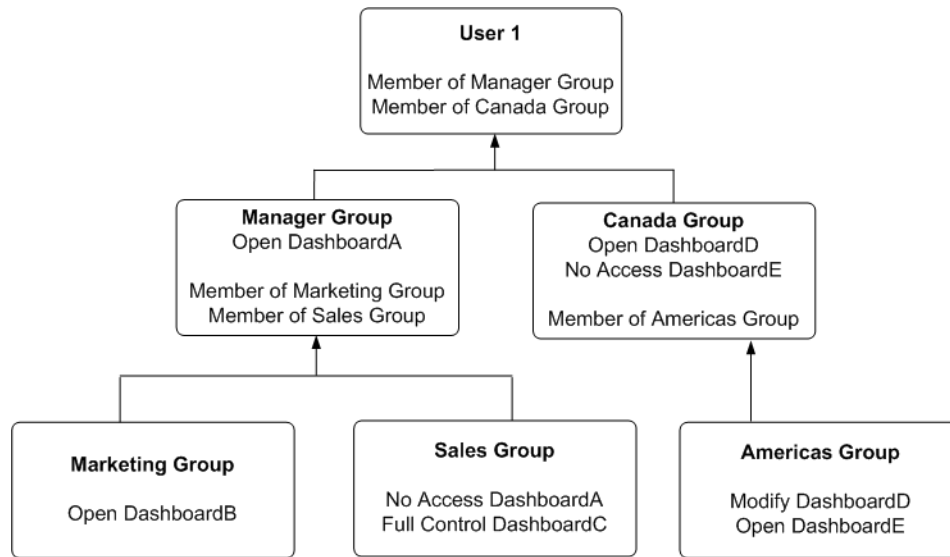 User 1
Member of Manager Group
Member of Canada Group
Manager Group
Open DashboardA
Member of Marketing Group
Member of Sales Group
Canada Group
Open DashboardD
No Access DashboardE
Member of Americas Group
Marketing Group
Open DashboardB
Sales Group
No Access DashboardA
Full Control DashboardC
Americas Group
Modify DashboardD
Open DashboardE